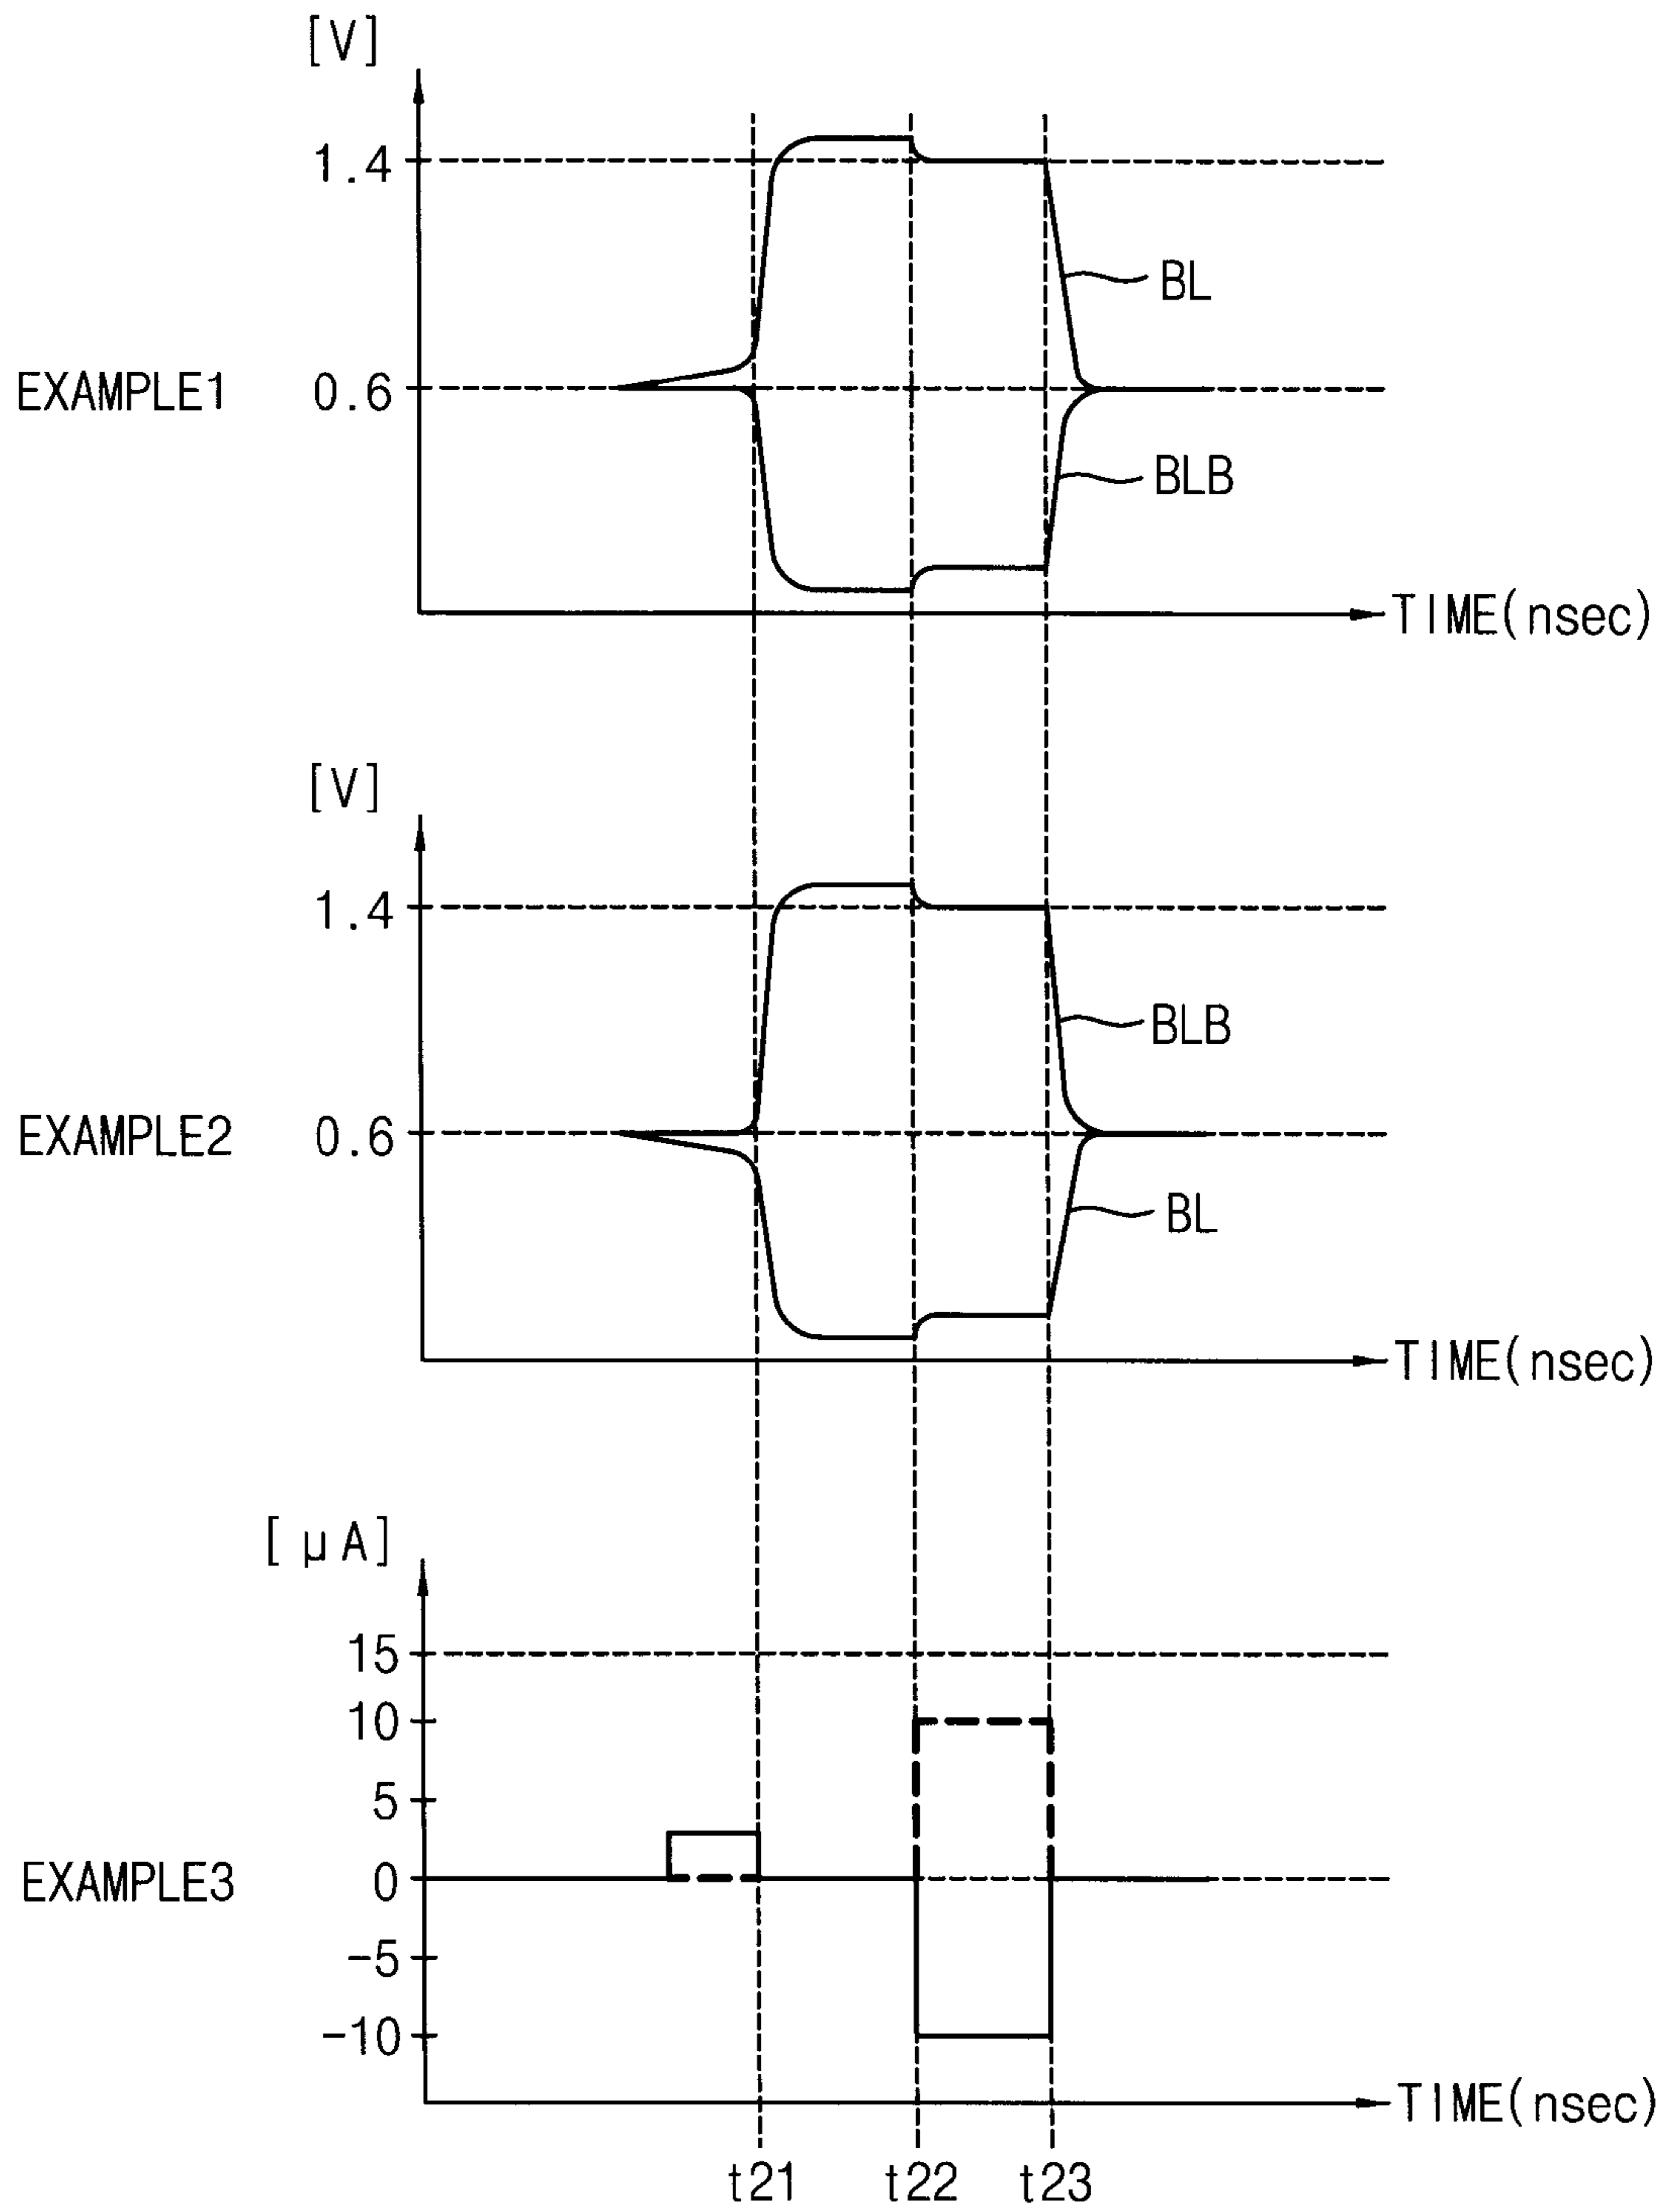 [V]
1.4
BL
EXAMPLE1
0.6
BLB
TIME(nsec)
[V]
1.4
BLB
EXAMPLE2
0.6
BL
TIME(nsec)
[μA]
15
10
5
EXAMPLE3
0
-5
-10
TIME(nsec)
t21 t22 t23